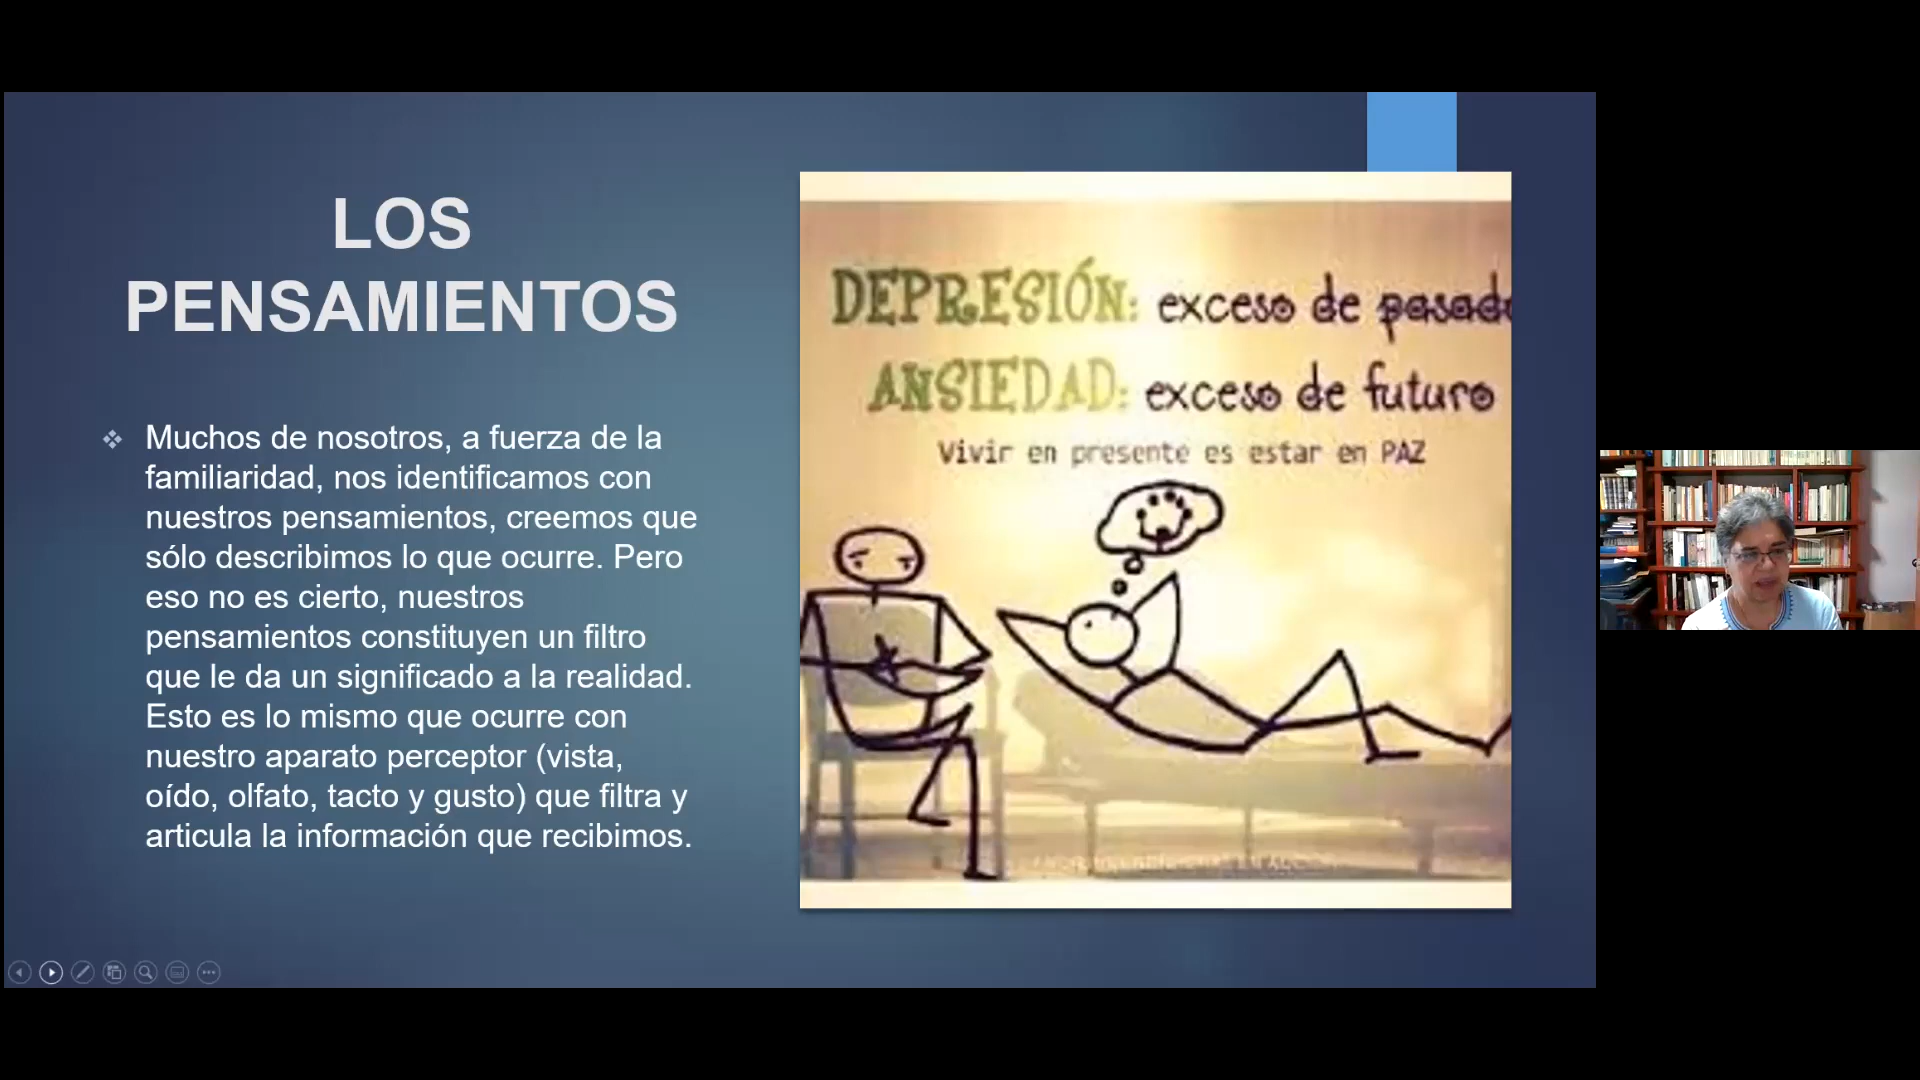 LOS
PENSAMIENTOS
Muchos de nosotros, a fuerza de la
familiaridad, nos identificamos con
nuestros pensamientos, creemos que
sólo describimos lo que ocurre. Pero
eso no es cierto, nuestros
pensamientos constituyen un filtro
que le da un significado a la realidad.
Esto es lo mismo que ocurre con
nuestro aparato perceptor (vista,
oído, olfato, tacto y gusto) que filtra y
articula la información que recibimos.
DEPRESIÓN: exceso de pasado
ANSIEDAD: exceso de futuro
Vivir en presente es estar en PAZ